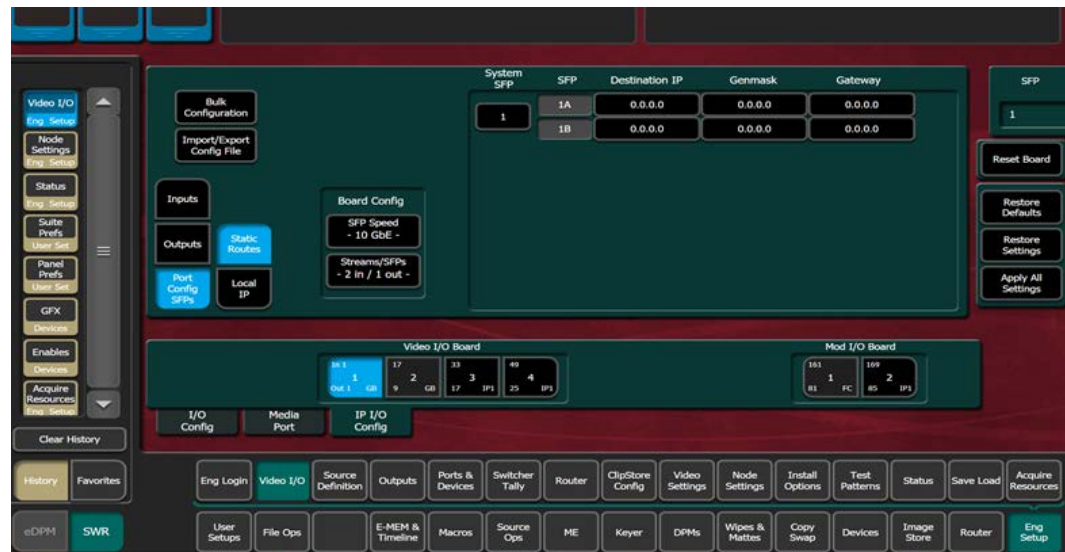 System
SFP
SFP
Destination IP
Genmask
Gateway
SFP
1
1A
0.0.0.0
0.0.0.0
0.0.0.0
1B
0.0.0.0
0.0.0.0
0.0.0.0
1
Video I/O
Eng Setup
Node
Settings
Eng Setup
Status
Eng Setup
Suite
Prefs
User Set
Panel
Prefs
User Set
GFX
Devices
Enables
Devices
Acquire
Resources
Eng Setup
Clear History
History
Favorites
eDPM
SWR
Bulk
Configuration
Import/Export
Config File
Inputs
Outputs
Static
Routes
Port
Config
SFPs
Local
IP
Board Config
SFP Speed
- 10 GbE -
Streams/SFPs
- 2 in / 1 out -
Reset Board
Restore
Defaults
Restore
Settings
Apply All
Settings
Video I/O Board
In 1
1
Out 1 GB
17
2
9 GB
33
3
17 IP1
49
4
25 IP1
Mod I/O Board
161
1
81 FC
169
2
85 IP1
I/O
Config
Media
Port
IP I/O
Config
Eng Login
Video I/O
Source
Definition
Outputs
Ports &
Devices
Switcher
Tally
Router
ClipStore
Config
Video
Settings
Node
Settings
Install
Options
Test
Patterns
Status
Save Load
Acquire
Resources
User
Setups
File Ops
E-MEM &
Timeline
Macros
Source
Ops
ME
Keyer
DPMs
Wipes &
Mattes
Copy
Swap
Devices
Image
Store
Router
Eng
Setup